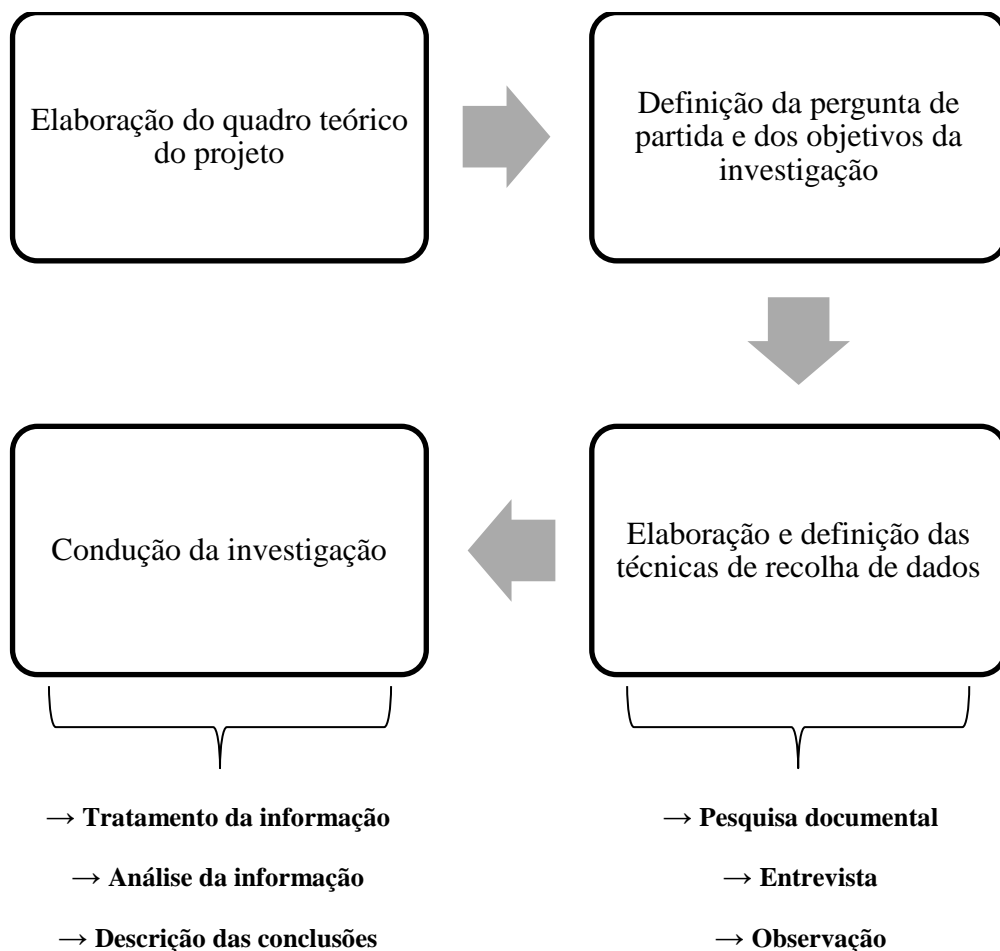 Elaboração do quadro teórico
do projeto
Definição da pergunta de
partida e dos objetivos da
investigação
Condução da investigação
Elaboração e definição das
técnicas de recolha de dados
→ Tratamento da informação
→ Análise da informação
→ Descrição das conclusões
→ Pesquisa documental
→ Entrevista
→ Observação